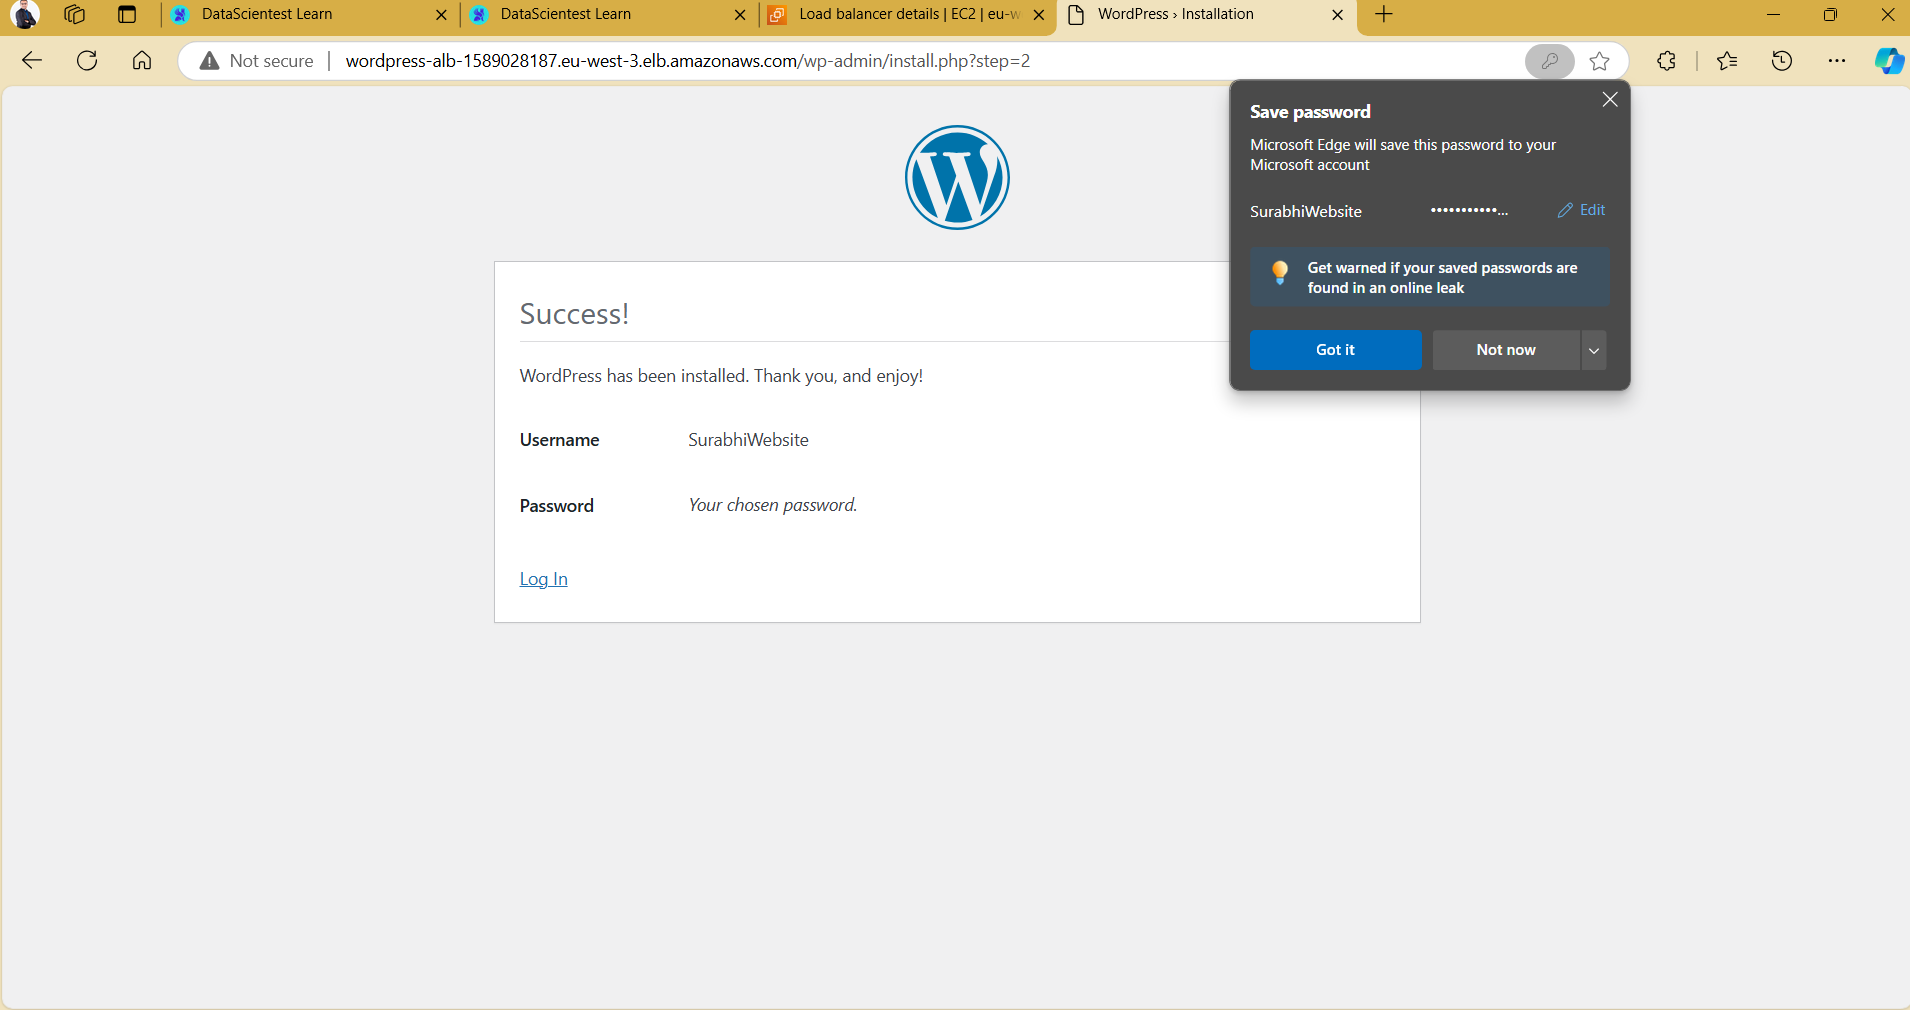 DataScientest Learn
DataScientest Learn
Load balancer details | EC2 | eu-w
WordPress › Installation
Not secure
wordpress-alb-1589028187.eu-west-3.elb.amazonaws.com/wp-admin/install.php?step=2
Save password
Microsoft Edge will save this password to your
Microsoft account
SurabhiWebsite ••••••••••••... Edit
Get warned if your saved passwords are
found in an online leak
Got it
Not now
Success!
WordPress has been installed. Thank you, and enjoy!
Username SurabhiWebsite
Password Your chosen password.
Log In